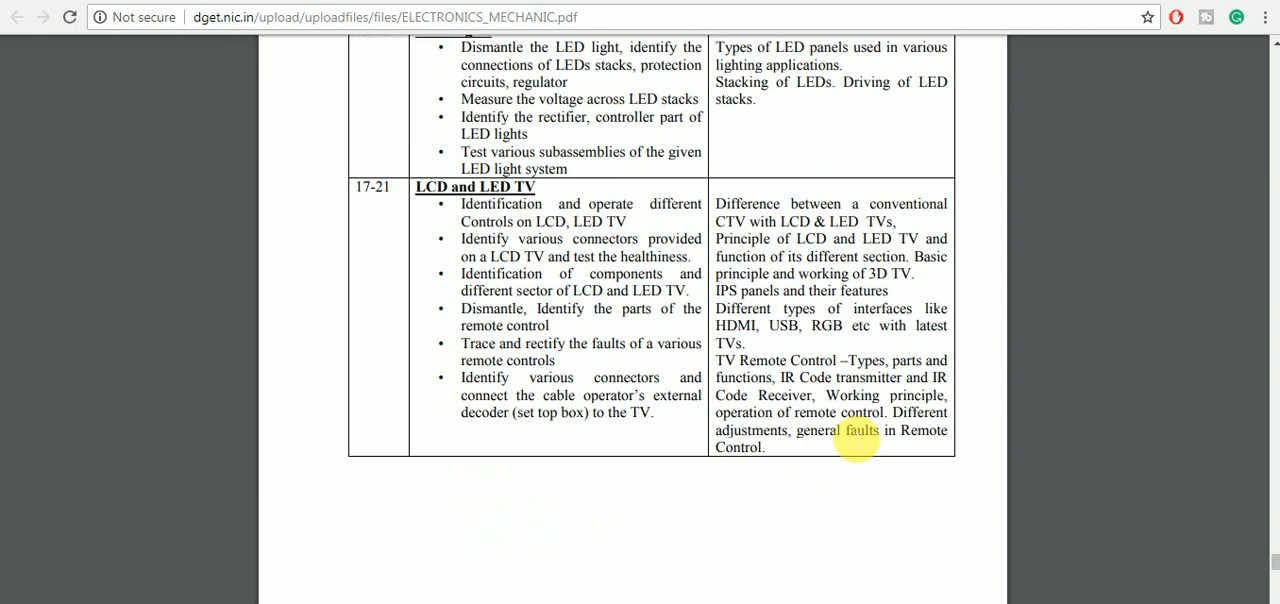 Not secure
dget.nic.in/upload/uploadfiles/files/ELECTRONICS_MECHANIC.pdf
• Dismantle the LED light, identify the
connections of LEDs stacks, protection
circuits, regulator
• Measure the voltage across LED stacks
• Identify the rectifier, controller part of
LED lights
• Test various subassemblies of the given
LED light system
Types of LED panels used in various
lighting applications.
Stacking of LEDs. Driving of LED
stacks.
17-21
LCD and LED TV
• Identification and operate different
Controls on LCD, LED TV
• Identify various connectors provided
on a LCD TV and test the healthiness.
• Identification of components and
different sector of LCD and LED TV.
• Dismantle, Identify the parts of the
remote control
• Trace and rectify the faults of a various
remote controls
• Identify various connectors and
connect the cable operator's external
decoder (set top box) to the TV.
Difference between a conventional
CTV with LCD & LED TVs,
Principle of LCD and LED TV and
function of its different section. Basic
principle and working of 3D TV.
IPS panels and their features
Different types of interfaces like
HDMI, USB, RGB etc with latest
TVs.
TV Remote Control –Types, parts and
functions, IR Code transmitter and IR
Code Receiver, Working principle,
operation of remote control. Different
adjustments, general faults in Remote
Control.